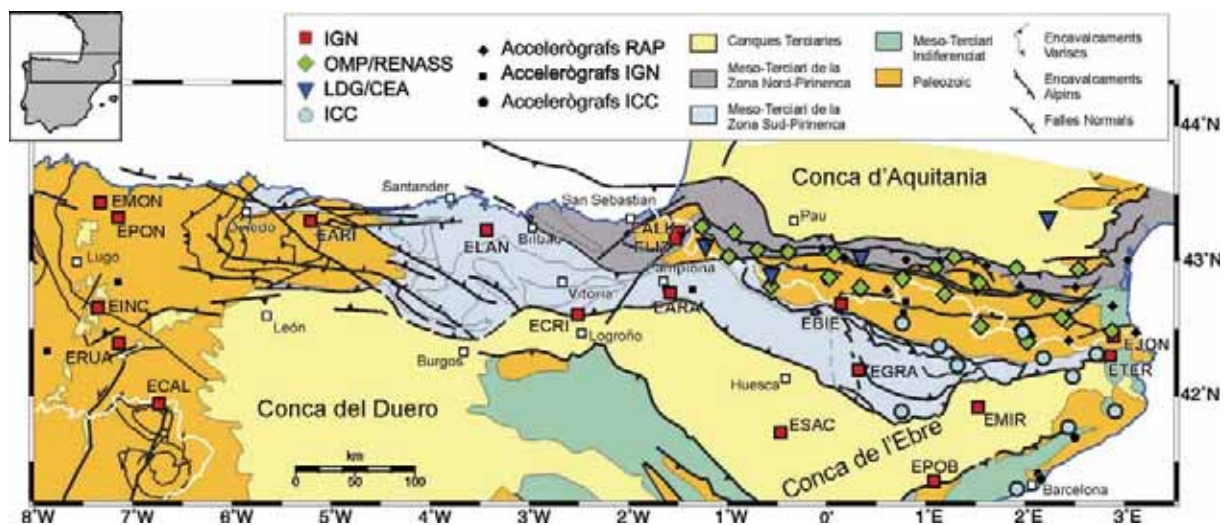 IGN
OMP/RENASS
LDG/CEA
ICC
Accelerògrafs RAP
Accelerògrafs IGN
Accelerògrafs ICC
Conques Terciaries
Meso-Terciari de la
Zona Nord-Pirinenca
Meso-Terciari de la
Zona Sud-Pirinenca
Meso-Terciari
Indiferenciat
Paleozoic
Encavalcaments
Variscs
Encavalcaments
Alpins
Falles Normals
44°N
43°N
42°N
Conca d'Aquitania
Santander
San Sebastian
Pau
EMON
EPON
Oviedo
EARI
ELAN
Bilbao
Lugo
Vitoria
EINC
León
ECRI
Logroño
EARA
EBIE
ERUA
Burgos
EJON
ETER
Huesca
EGRA
ECAL
Conca del Duero
ESAC
EMIR
Conca de l'Ebre
EPOB
Barcelona
km
0 50 100
8°W 7°W 6°W 5°W 4°W 3°W 2°W 1°W 0° 1°E 2°E 3°E